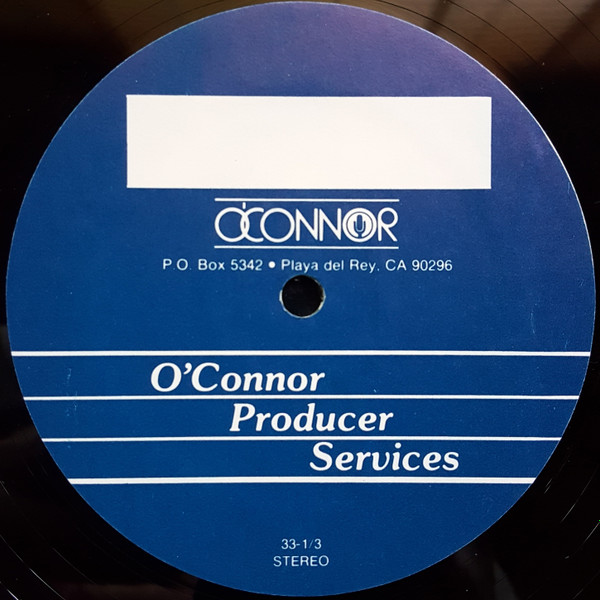 O'CONNOR
P.O. Box 5342 • Playa del Rey, CA 90296
O'Connor
Producer
Services
33-1/3
STEREO